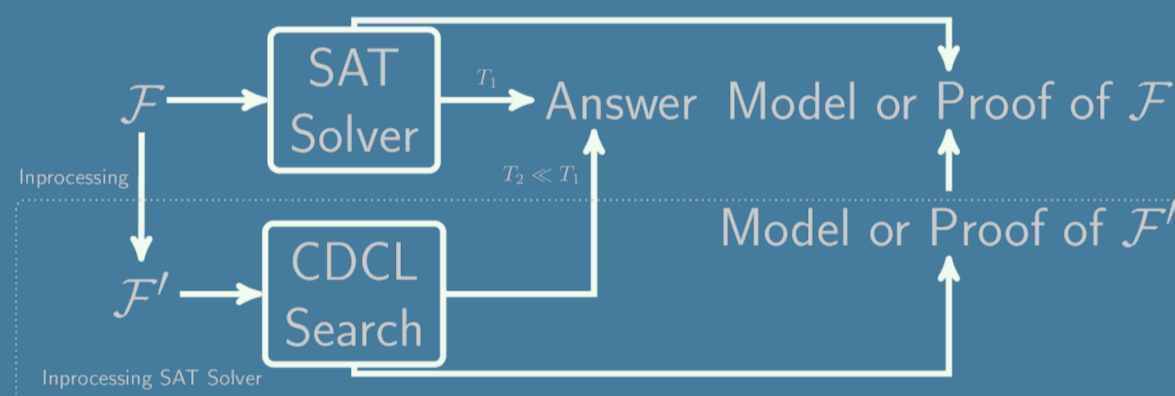 SAT
Solver
ℱ
T₁
Answer
Model or Proof of ℱ
Inprocessing
T₂ ≪ T₁
Model or Proof of ℱ′
ℱ′
CDCL
Search
Inprocessing SAT Solver